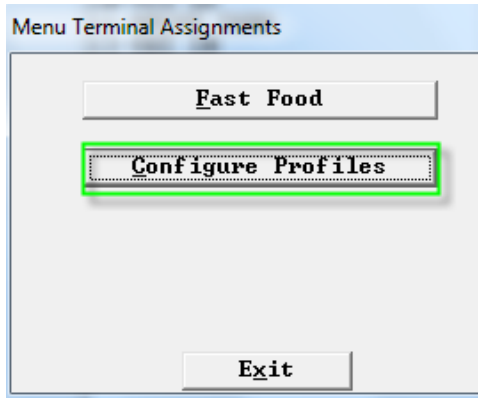 Menu Terminal Assignments
Fast Food
Configure Profiles
Exit